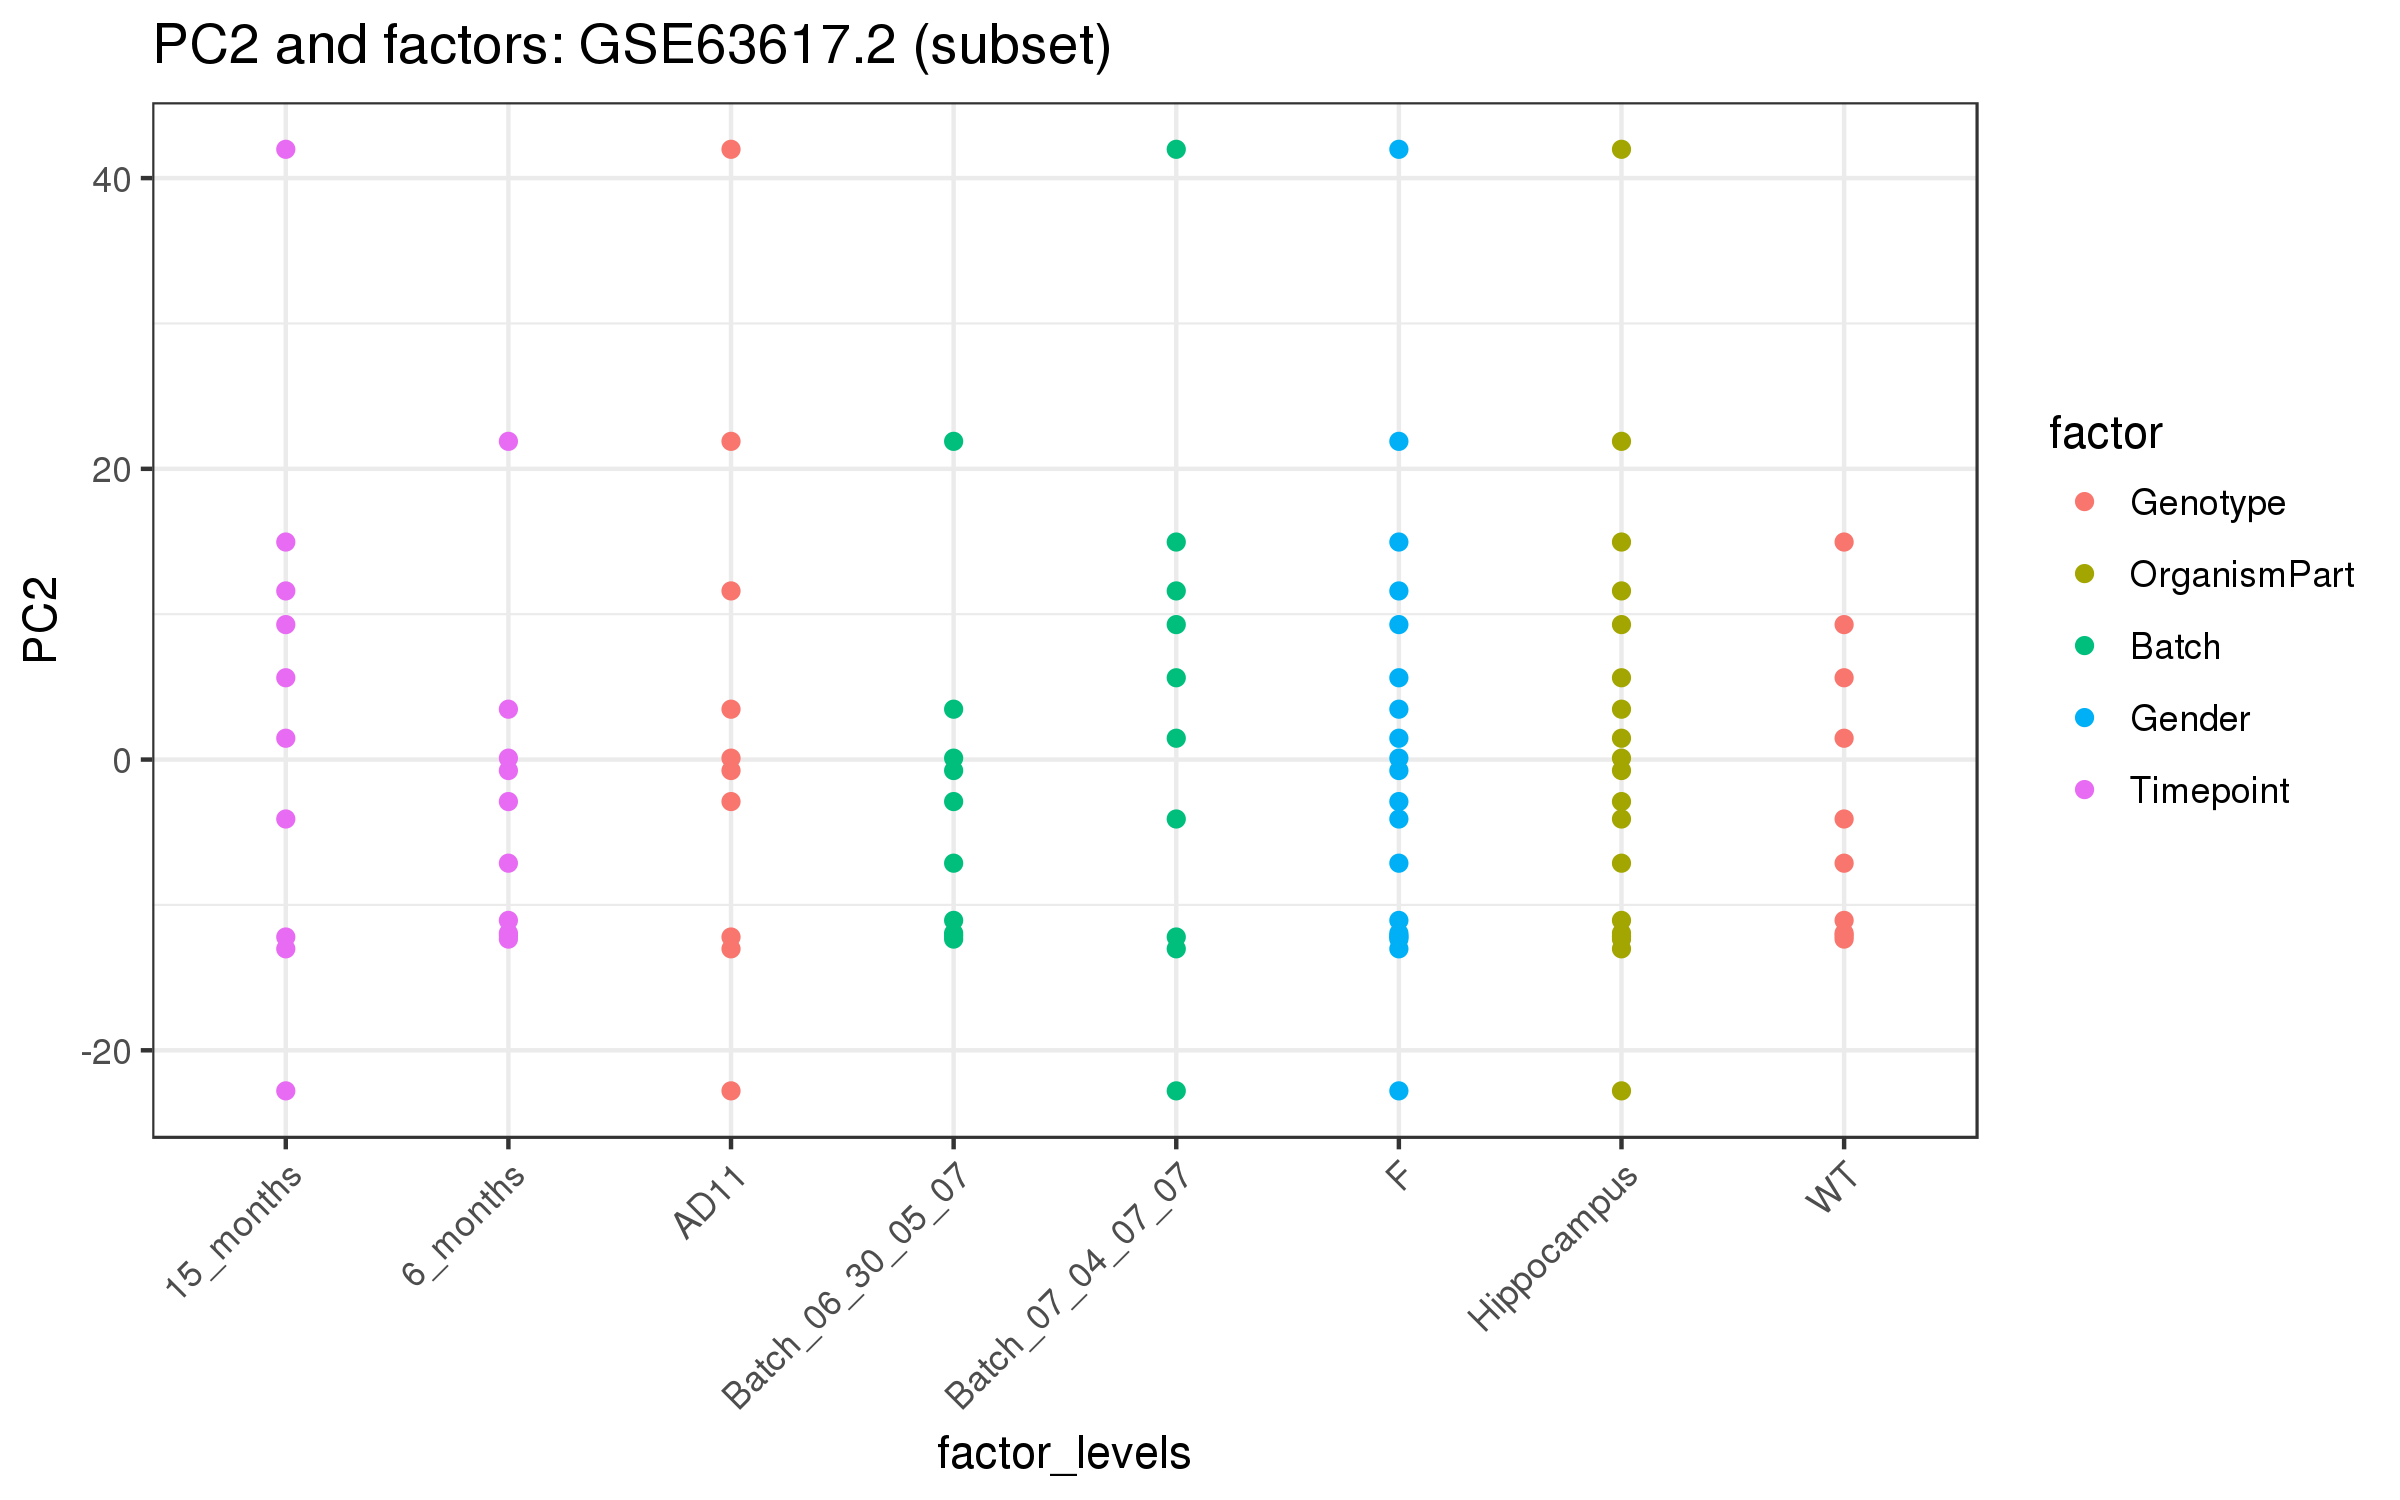 PC2 and factors: GSE63617.2 (subset)
PC2
40
20
0
-20
15_months
6_months
AD11
Batch_06_30_05_07
Batch_07_04_07_07
F
Hippocampus
WT
factor_levels
factor
Genotype
OrganismPart
Batch
Gender
Timepoint